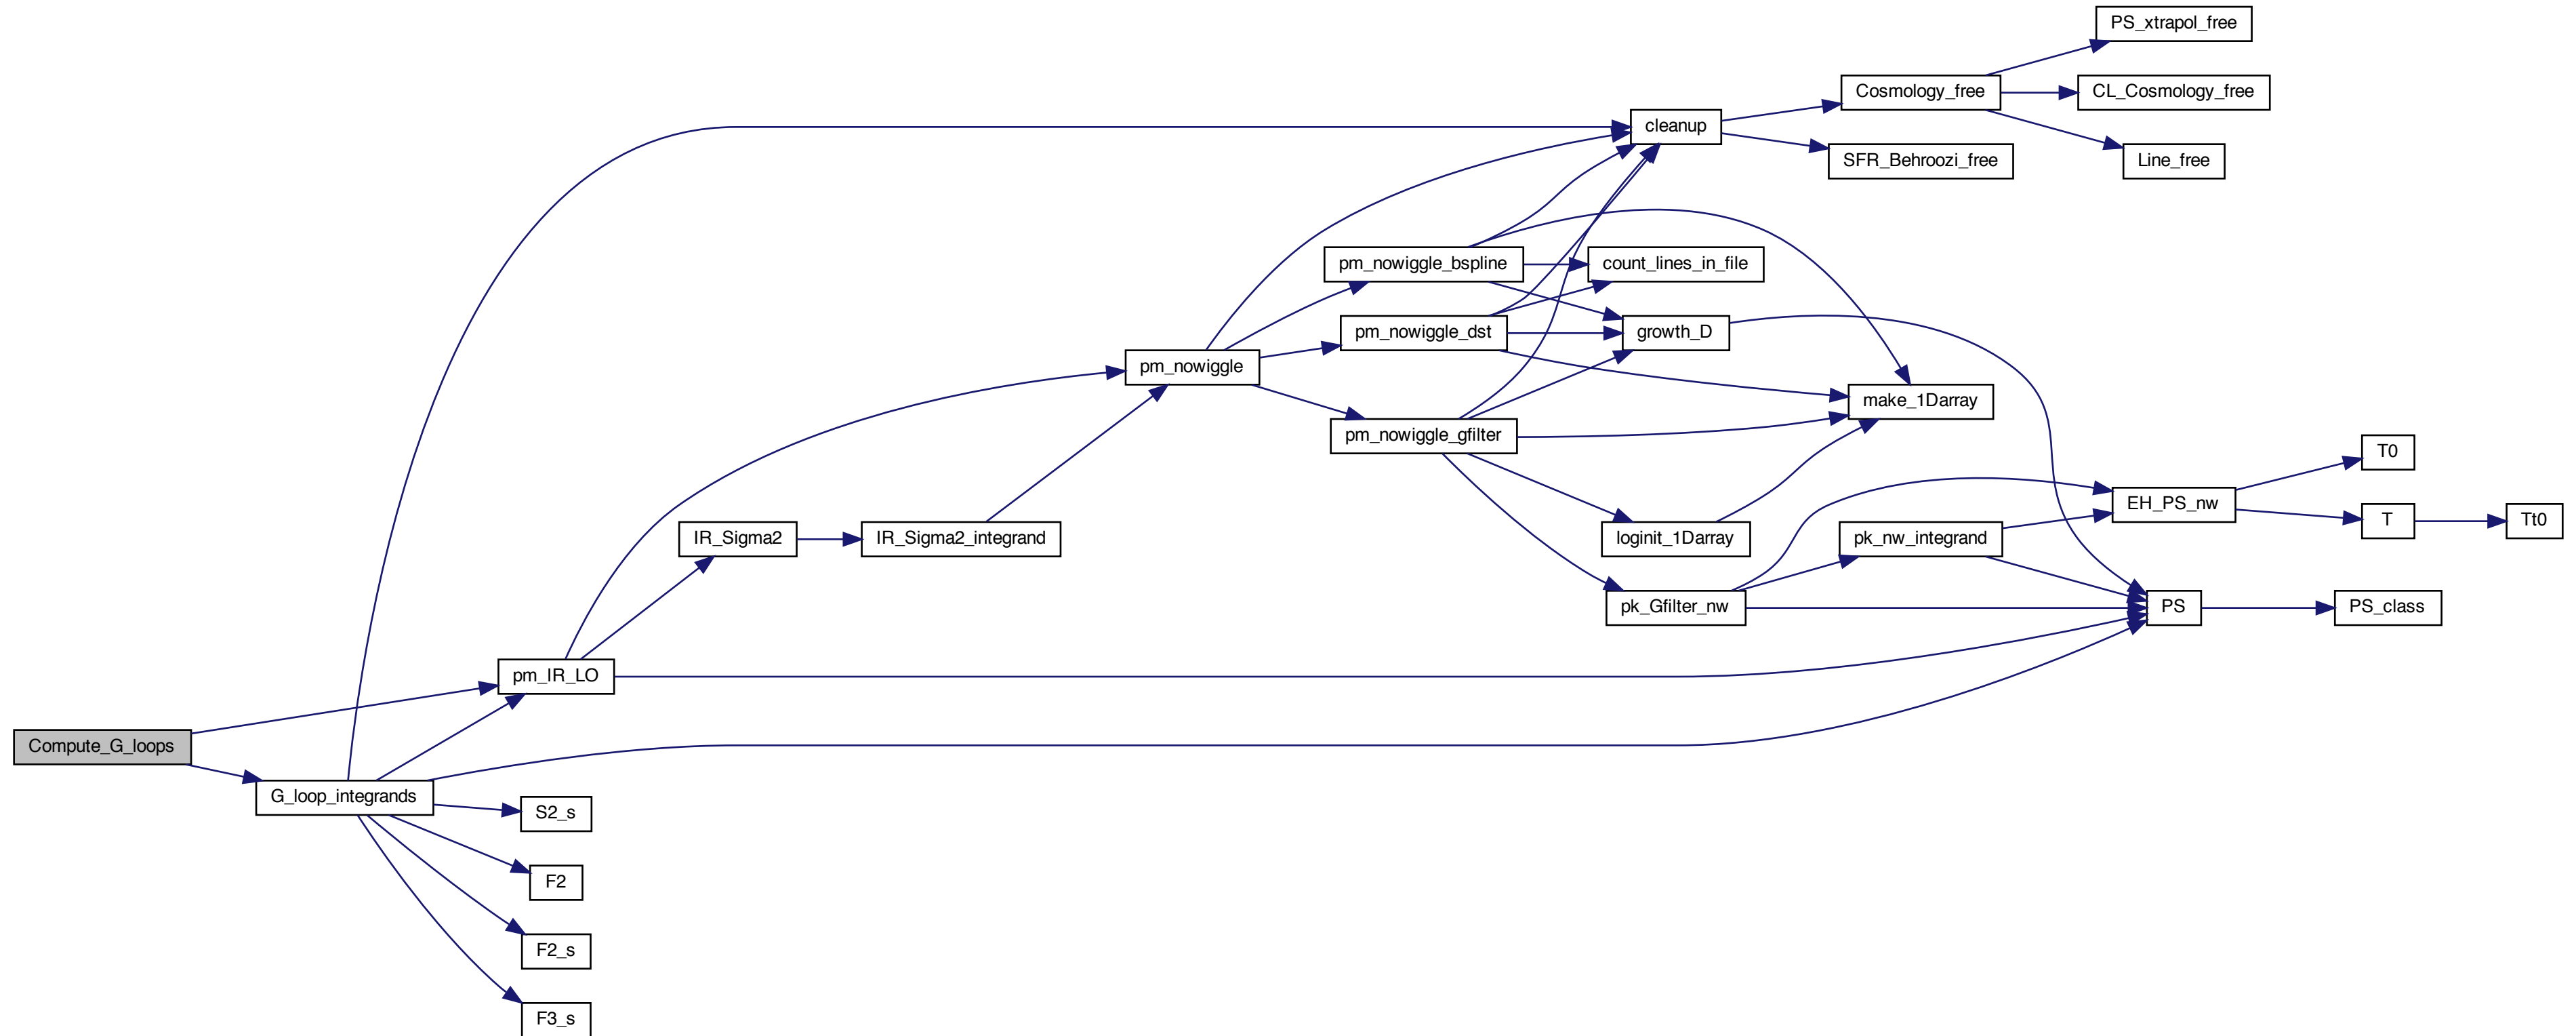 PS_xtrapol_free
Cosmology_free
CL_Cosmology_free
cleanup
SFR_Behroozi_free
Line_free
pm_nowiggle_bspline
count_lines_in_file
pm_nowiggle_dst
growth_D
pm_nowiggle
make_1Darray
pm_nowiggle_gfilter
T0
EH_PS_nw
IR_Sigma2
IR_Sigma2_integrand
loginit_1Darray
pk_nw_integrand
T
Tt0
pk_Gfilter_nw
PS
PS_class
pm_IR_LO
Compute_G_loops
G_loop_integrands
S2_s
F2
F2_s
F3_s